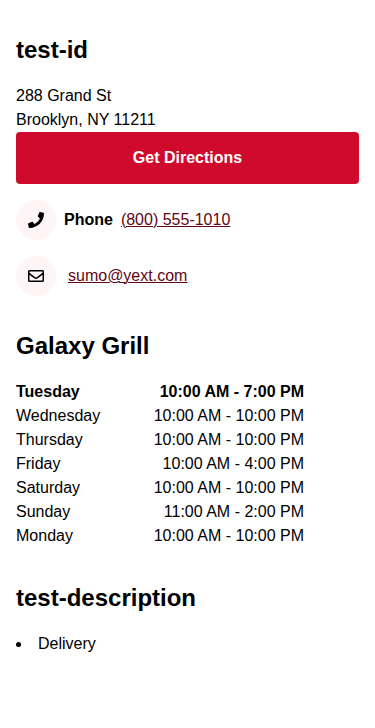 test-id
288 Grand St
Brooklyn, NY 11211
Get Directions
Phone (800) 555-1010
sumo@yext.com
Galaxy Grill
Tuesday 10:00 AM - 7:00 PM
Wednesday 10:00 AM - 10:00 PM
Thursday 10:00 AM - 10:00 PM
Friday 10:00 AM - 4:00 PM
Saturday 10:00 AM - 10:00 PM
Sunday 11:00 AM - 2:00 PM
Monday 10:00 AM - 10:00 PM
test-description
• Delivery